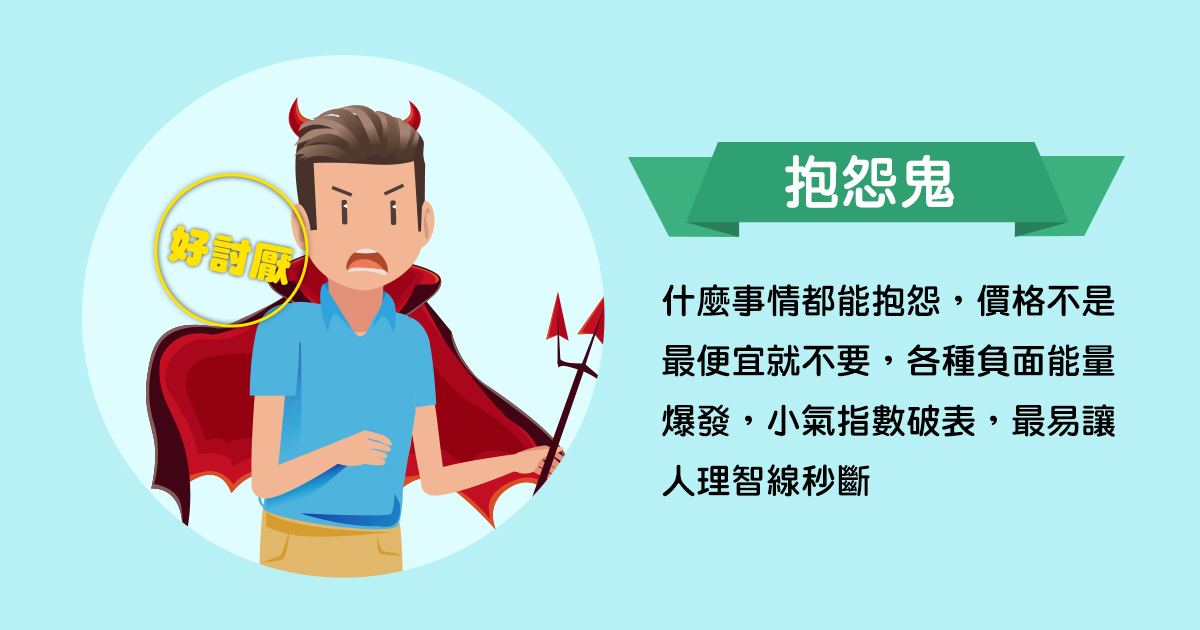 好討厭
抱怨鬼
什麼事情都能抱怨，價格不是
最便宜就不要，各種負面能量
爆發，小氣指數破表，最易讓
人理智線秒斷